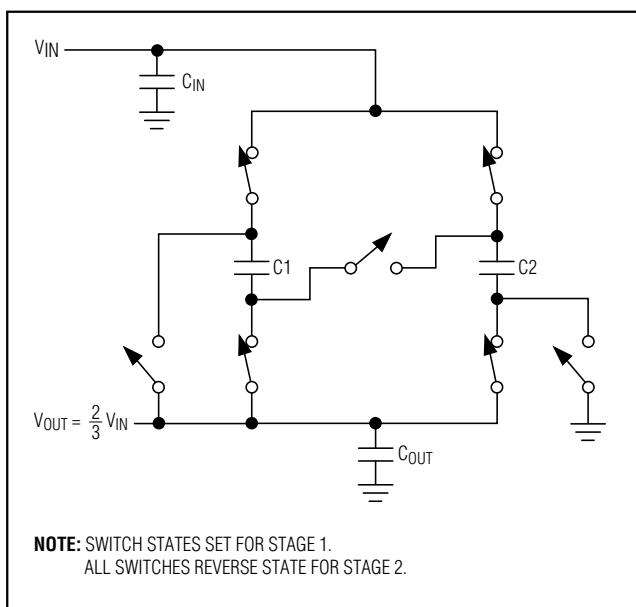 VIN
CIN
C1
C2
VOUT = 2/3 VIN
COUT
NOTE: SWITCH STATES SET FOR STAGE 1.
ALL SWITCHES REVERSE STATE FOR STAGE 2.